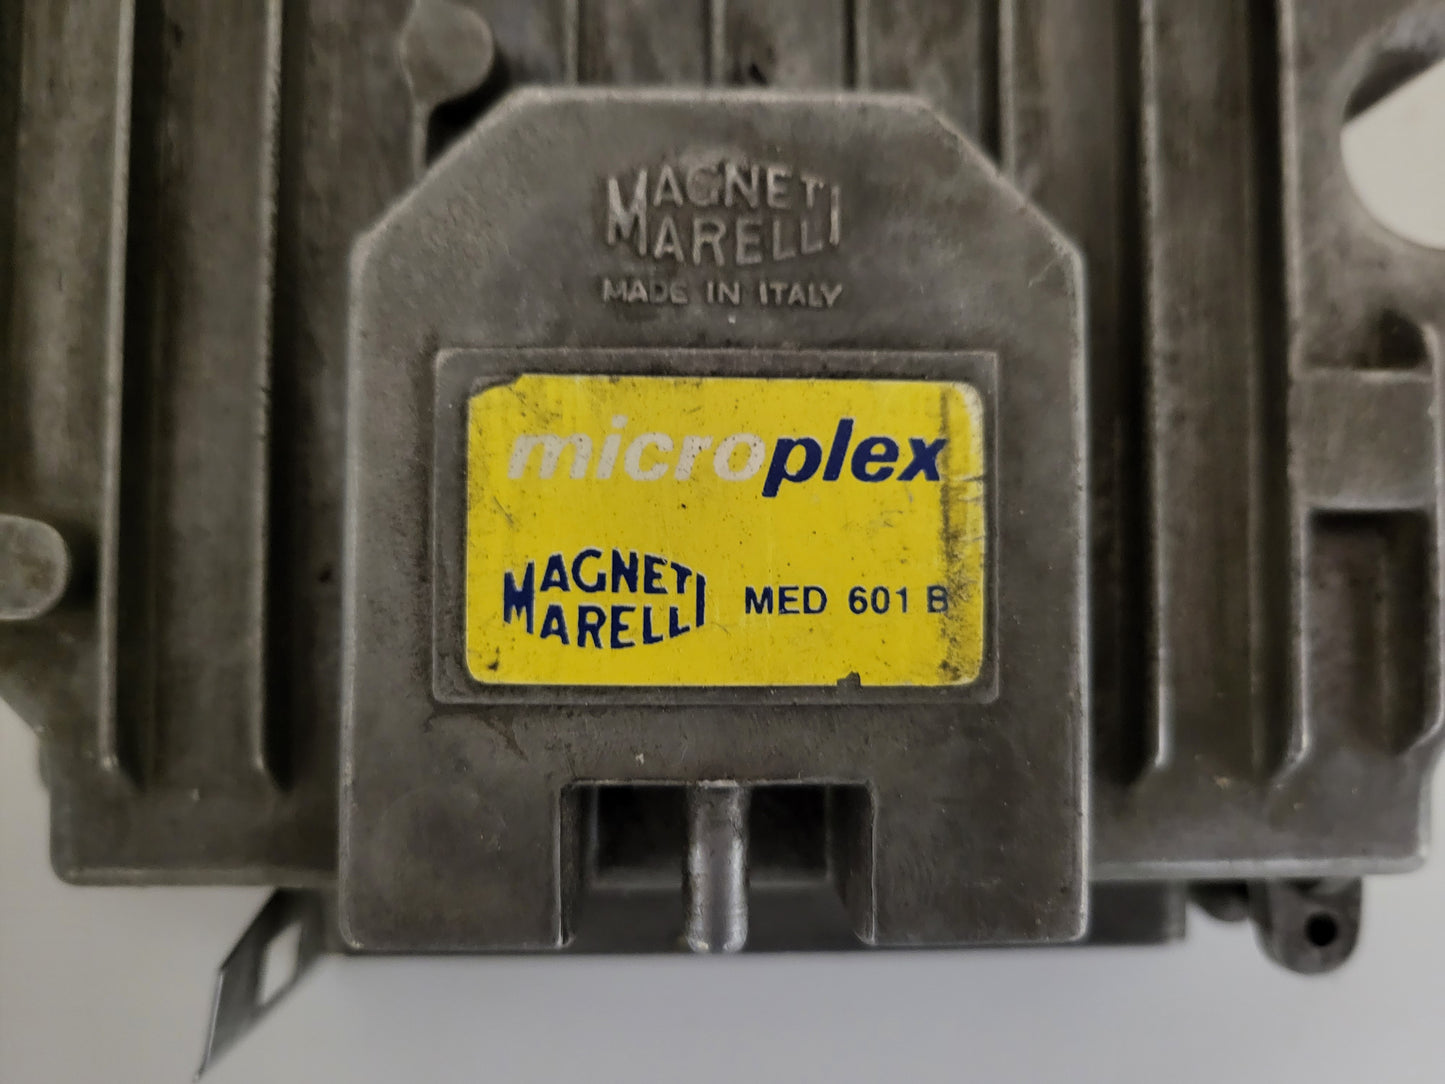 MAGNETI
MARELLI
MADE IN ITALY
microplex
MAGNETI
MARELLI
MED 601 B